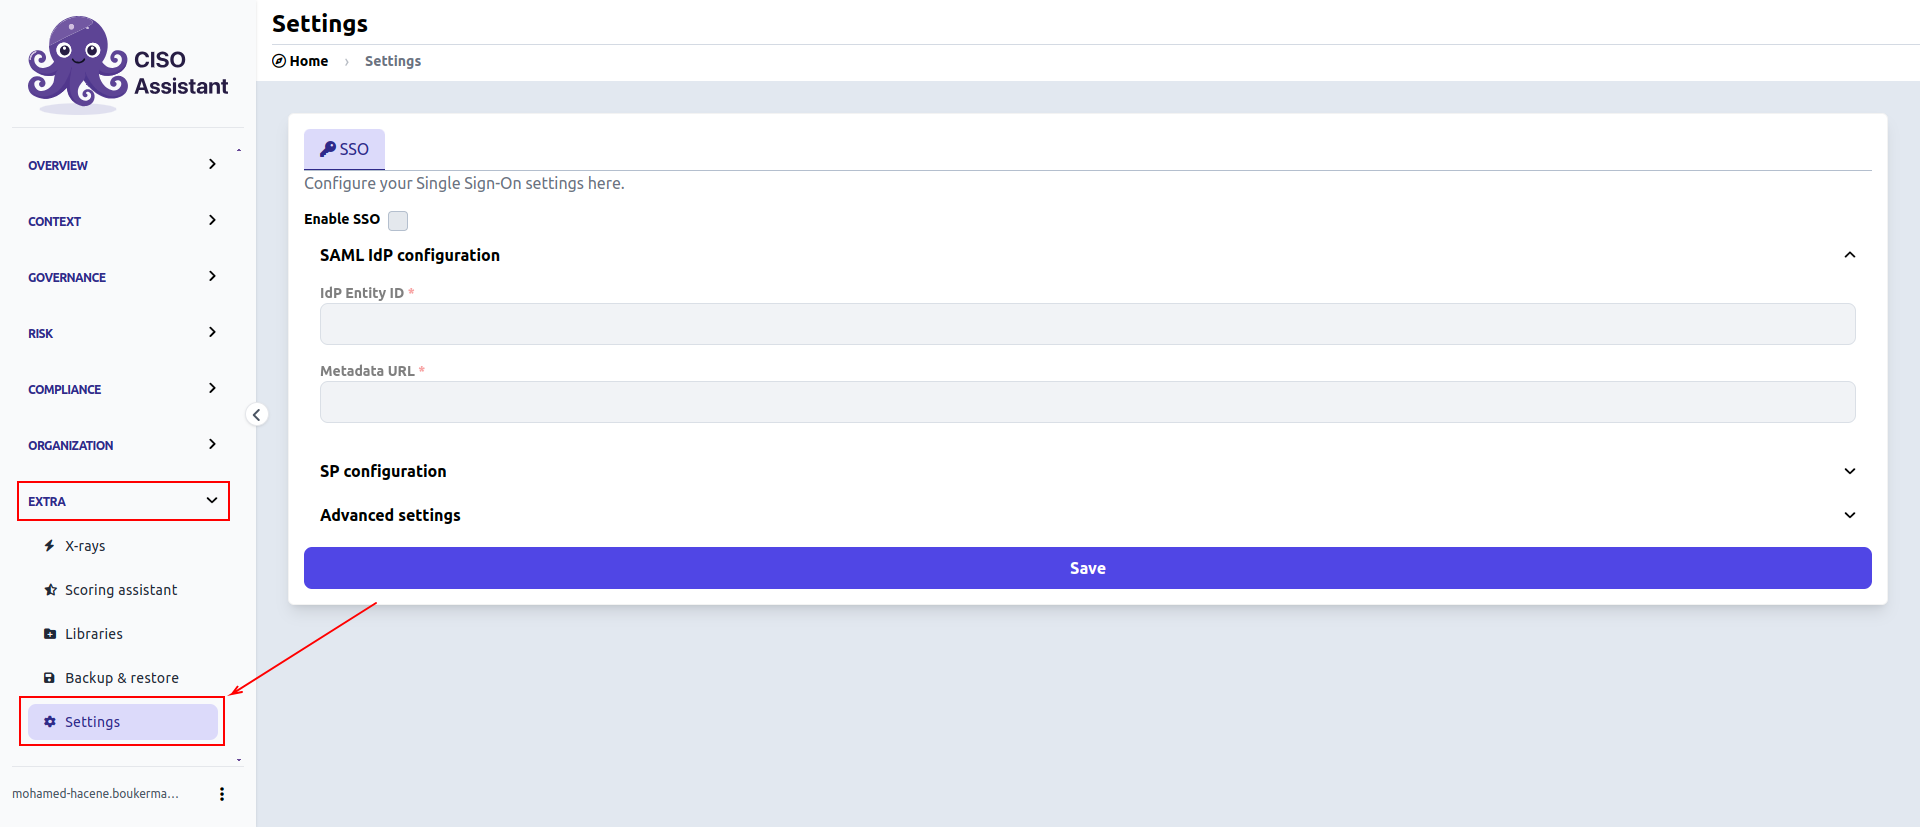 CISO
Assistant
OVERVIEW
CONTEXT
GOVERNANCE
RISK
COMPLIANCE
ORGANIZATION
EXTRA
X-rays
Scoring assistant
Libraries
Backup & restore
Settings
mohamed-hacene.boukerma...
Settings
Home › Settings
SSO
Configure your Single Sign-On settings here.
Enable SSO
SAML IdP configuration
IdP Entity ID *
Metadata URL *
SP configuration
Advanced settings
Save